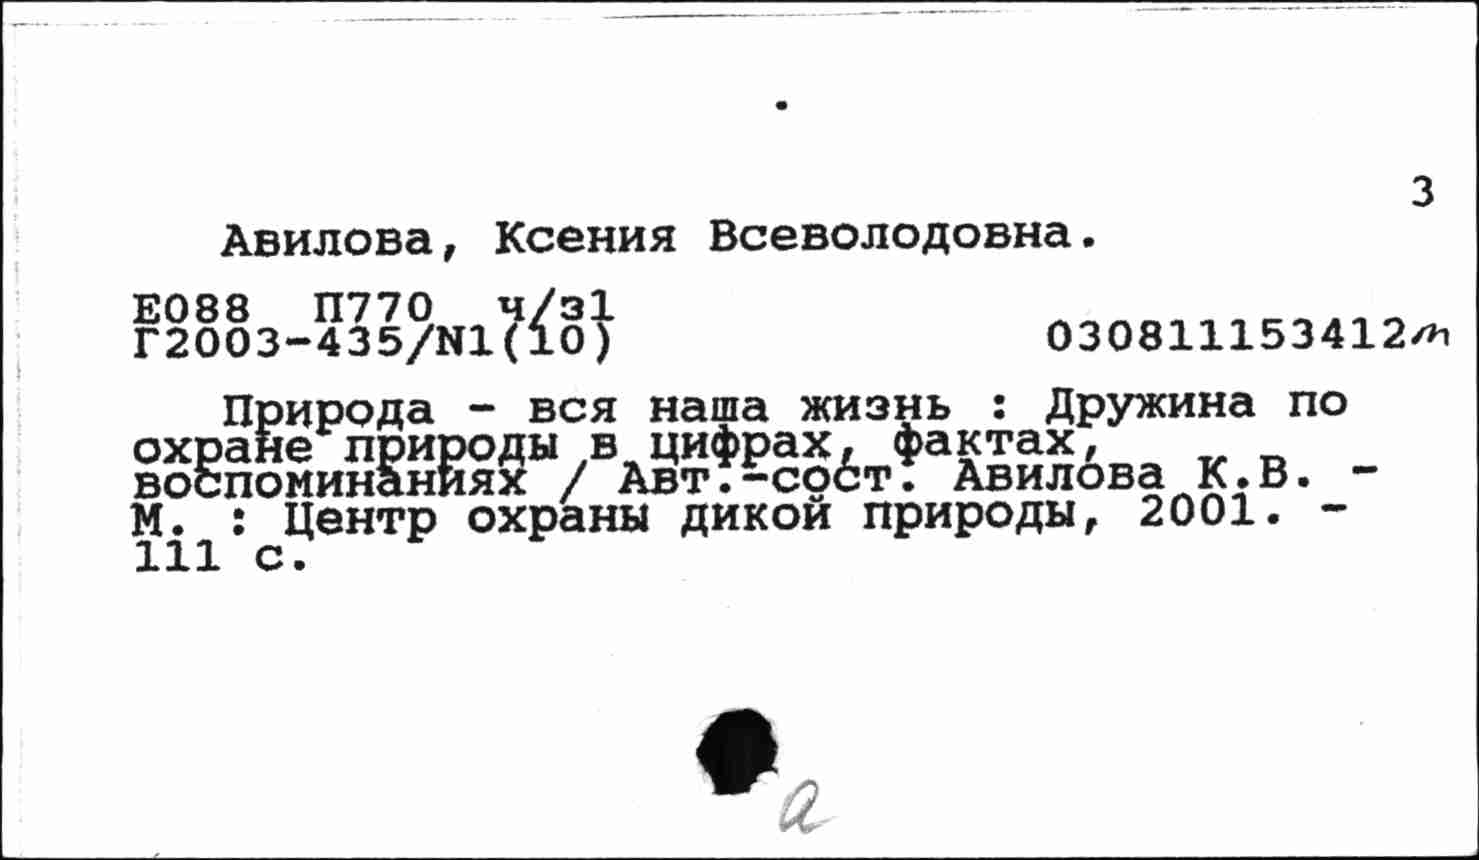 3
Авилова, Ксения Всеволодовна.
Е088 П770 ч/з1
Г2003-435/N1(10)
030811153412m
Природа - вся наша жизнь : Дружина по
охране природы в цифрах, фактах,
воспоминаниях / Авт.-сост. Авилова К.В. -
М. : Центр охраны дикой природы, 2001. -
111 с.
a